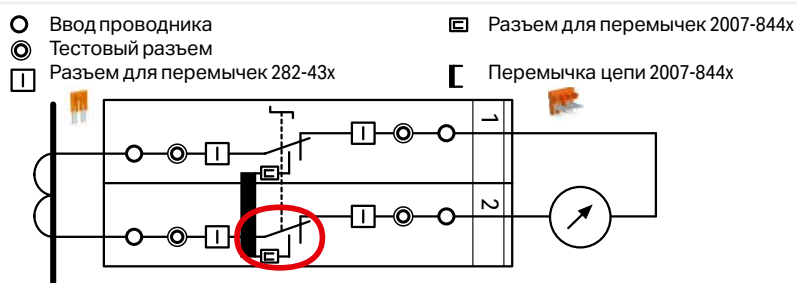 Ввод проводника
Тестовый разъем
Разъем для перемычек 282-43x
Разъем для перемычек 2007-844x
Перемычка цепи 2007-844x
1
2